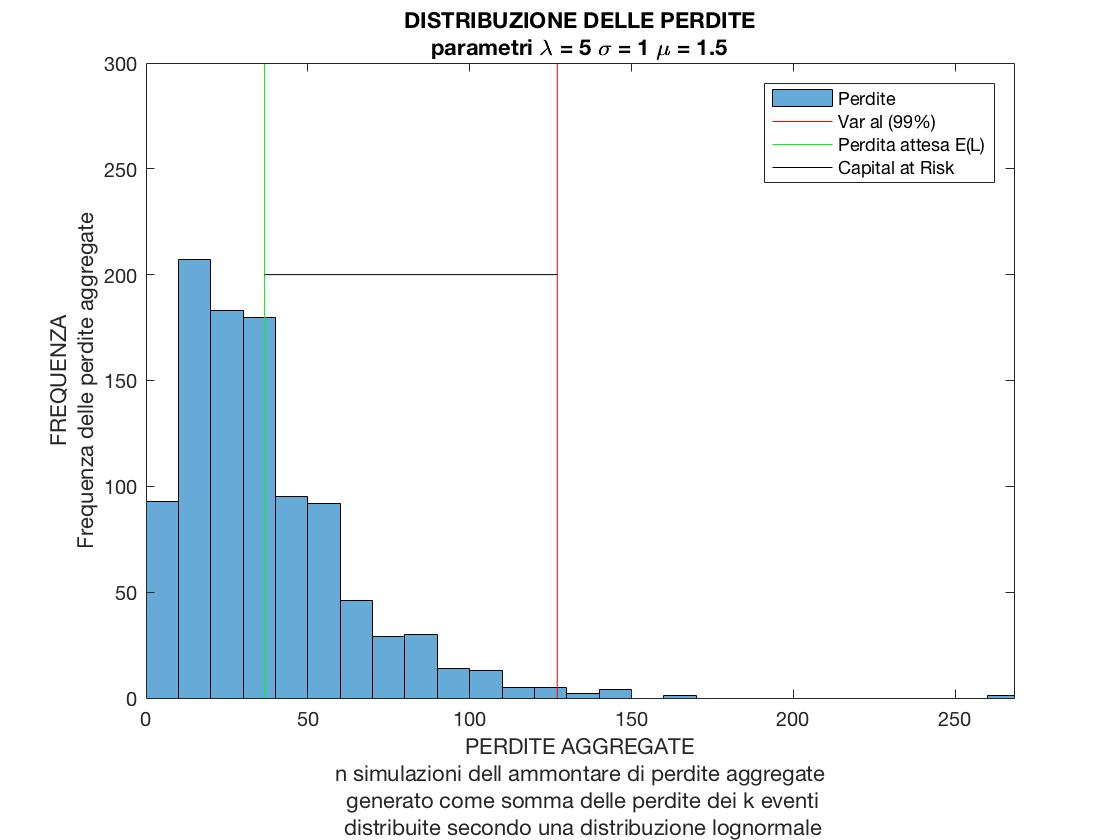 DISTRIBUZIONE DELLE PERDITE
parametri λ = 5 σ = 1 μ = 1.5
300
250
200
150
100
50
0
FREQUENZA
Frequenza delle perdite aggregate
Perdite
Var al (99%)
Perdita attesa E(L)
Capital at Risk
0 50 100 150 200 250
PERDITE AGGREGATE
n simulazioni dell ammontare di perdite aggregate
generato come somma delle perdite dei k eventi
distribuite secondo una distribuzione lognormale